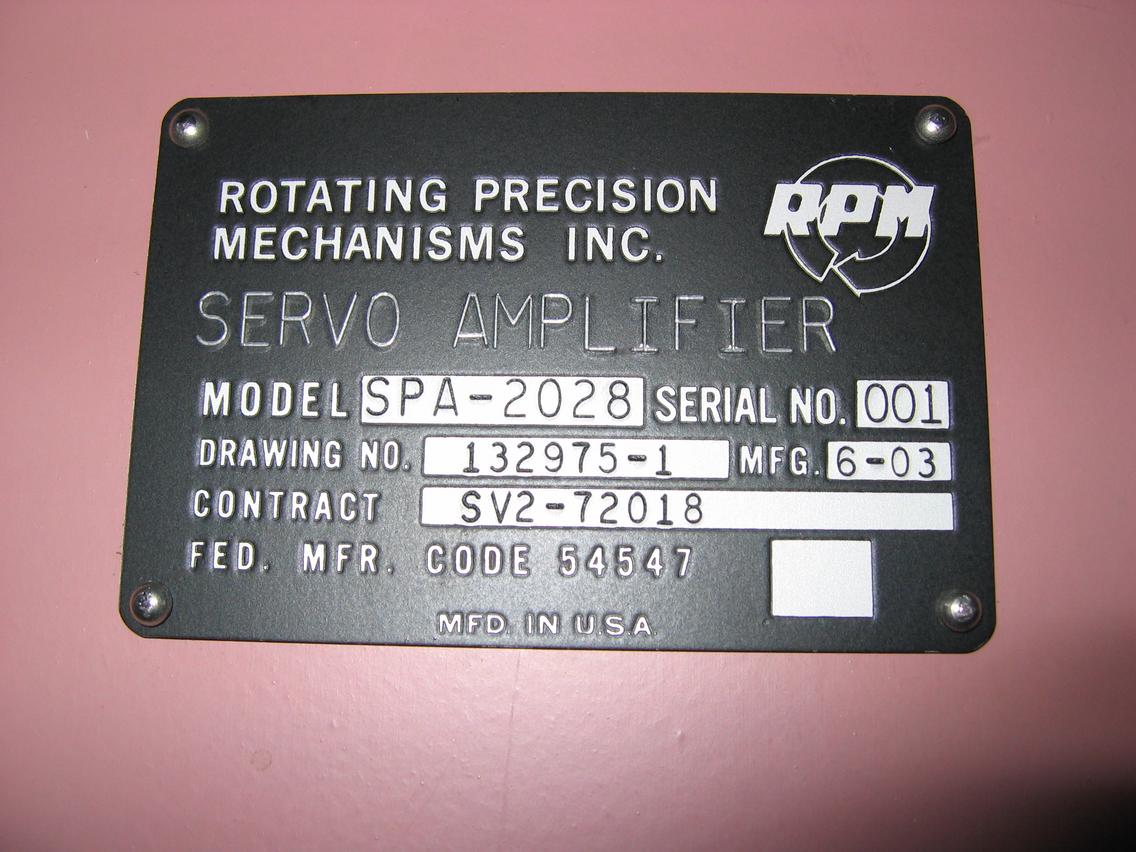 ROTATING PRECISION
MECHANISMS INC.
RPM
SERVO AMPLIFIER
MODEL SPA-2028 SERIAL NO. 001
DRAWING NO. 132975-1 MFG. 6-03
CONTRACT SV2-72018
FED. MFR. CODE 54547
MFD. IN U.S.A.